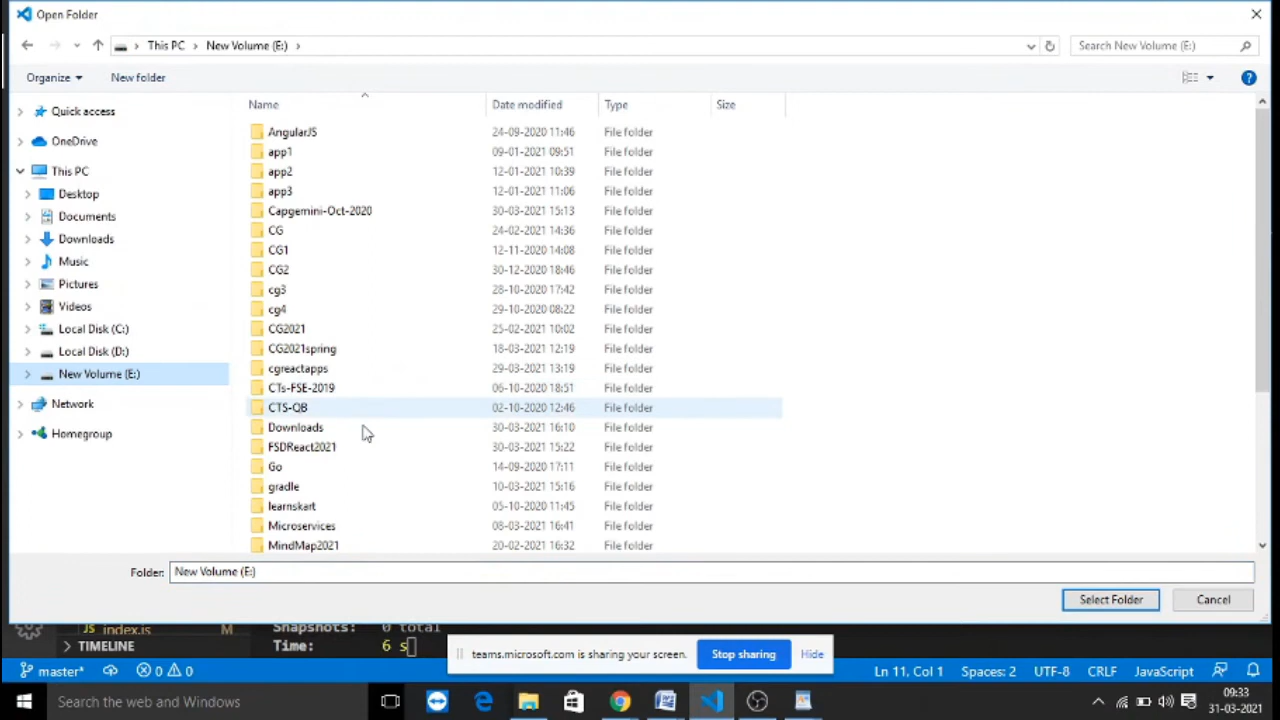 Open Folder
This PC
New Volume (E:)
Search New Volume (E:)
Organize
New folder
Name
Date modified
Type
Size
Quick access
OneDrive
This PC
Desktop
Documents
Downloads
Music
Pictures
Videos
Local Disk (C:)
Local Disk (D:)
New Volume (E:)
Network
Homegroup
AngularJS 24-09-2020 11:46 File folder
app1 09-01-2021 09:51 File folder
app2 12-01-2021 10:39 File folder
app3 12-01-2021 11:06 File folder
Capgemini-Oct-2020 30-03-2021 15:13 File folder
CG 24-02-2021 14:36 File folder
CG1 12-11-2020 14:08 File folder
CG2 30-12-2020 18:46 File folder
cg3 28-10-2020 17:42 File folder
cg4 29-10-2020 08:22 File folder
CG2021 25-02-2021 10:02 File folder
CG2021spring 18-03-2021 12:19 File folder
cgreactapps 29-03-2021 13:19 File folder
CTs-FSE-2019 06-10-2020 18:51 File folder
CTS-QB 02-10-2020 12:46 File folder
Downloads 30-03-2021 16:10 File folder
FSDReact2021 30-03-2021 15:22 File folder
Go 14-09-2020 17:11 File folder
gradle 10-03-2021 15:16 File folder
learnskart 05-10-2020 11:45 File folder
Microservices 08-03-2021 16:41 File folder
MindMap2021 20-02-2021 16:32 File folder
Folder: New Volume (E:)
Select Folder
Cancel
JS index.js M
Snapshots: 0 total
TIMELINE
Time: 6 s
teams.microsoft.com is sharing your screen.
Stop sharing
Hide
master*
0
0
Ln 11, Col 1
Spaces: 2
UTF-8
CRLF
JavaScript
Search the web and Windows
09:33
31-03-2021